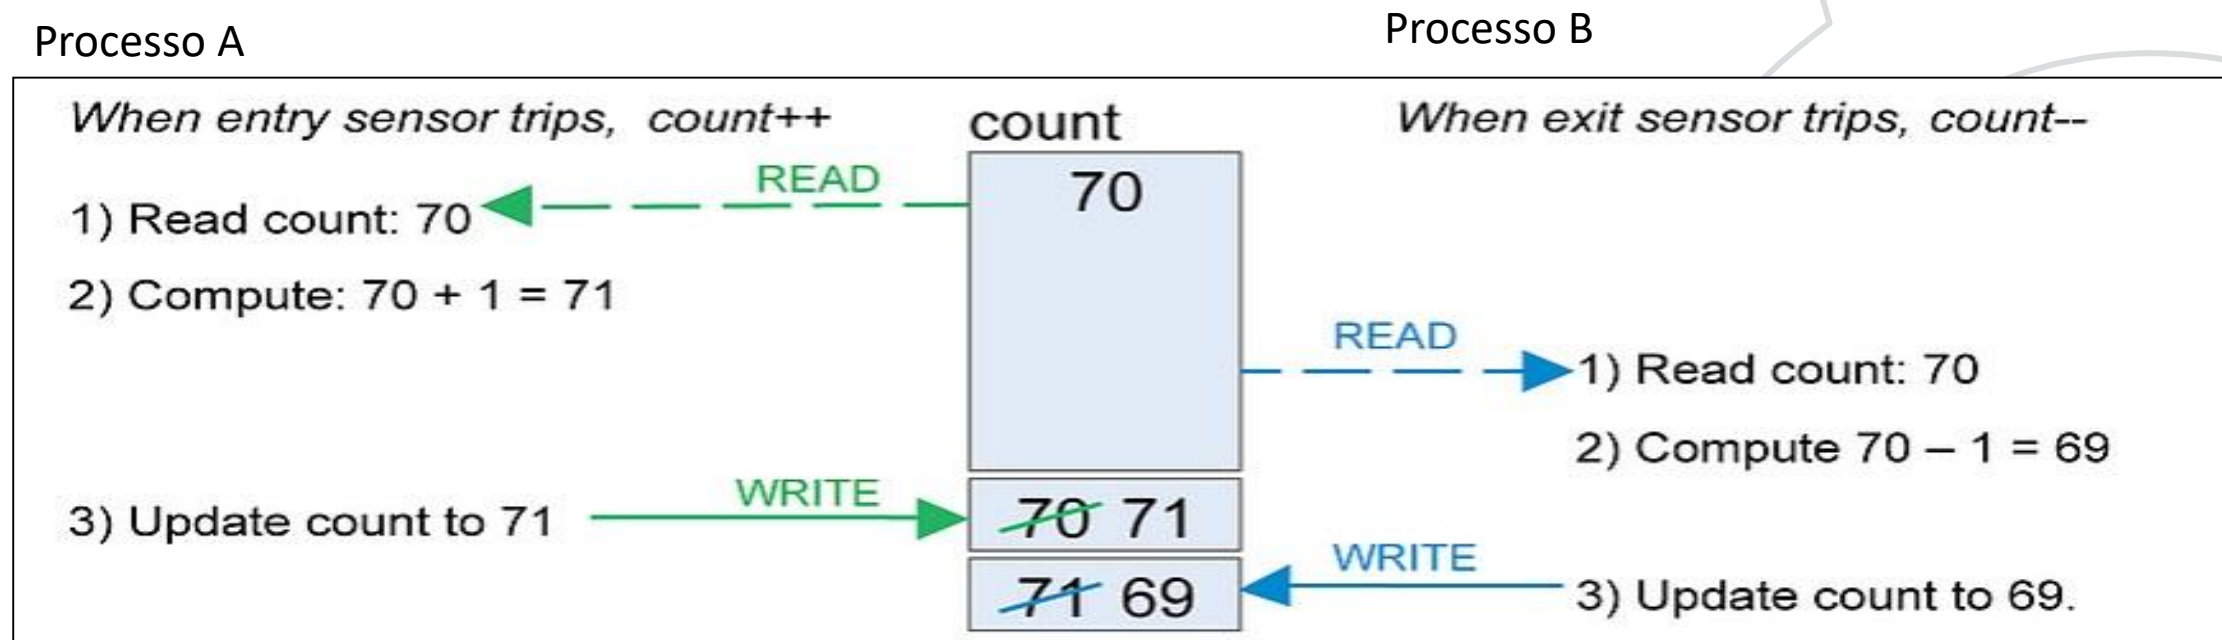 Processo A
Processo B
When entry sensor trips, count++
count
When exit sensor trips, count--
READ
70
1) Read count: 70
2) Compute: 70 + 1 = 71
READ
1) Read count: 70
2) Compute 70 – 1 = 69
WRITE
3) Update count to 71
70 71
WRITE
71 69
3) Update count to 69.